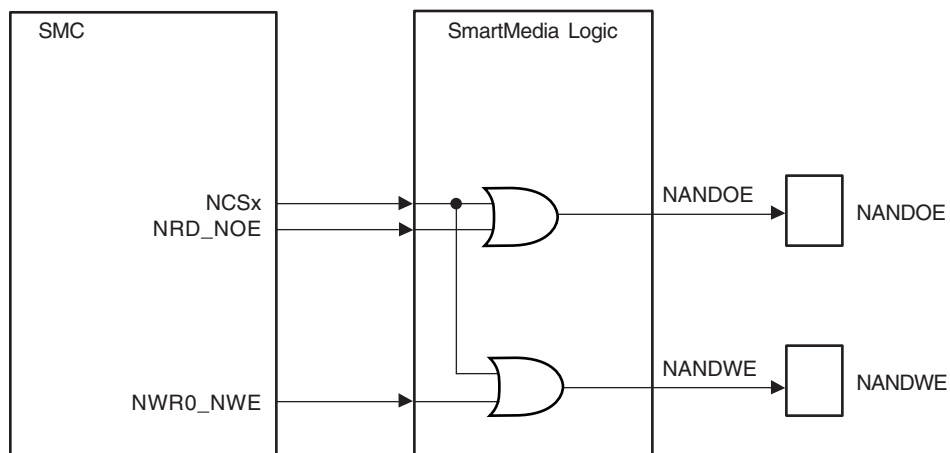 SMC
SmartMedia Logic
NCSx
NRD_NOE
NANDOE
NANDOE
NWR0_NWE
NANDWE
NANDWE